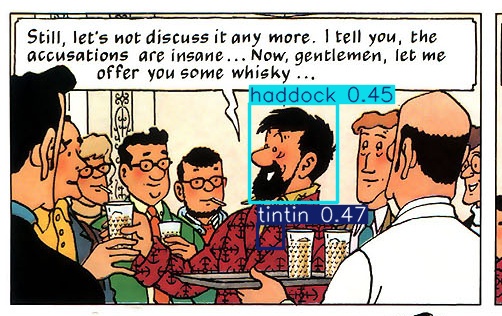 Still, let's not discuss it any more. I tell you, the
accusations are insane... Now, gentlemen, let me
offer you some whisky...
haddock 0.45
tintin 0.47